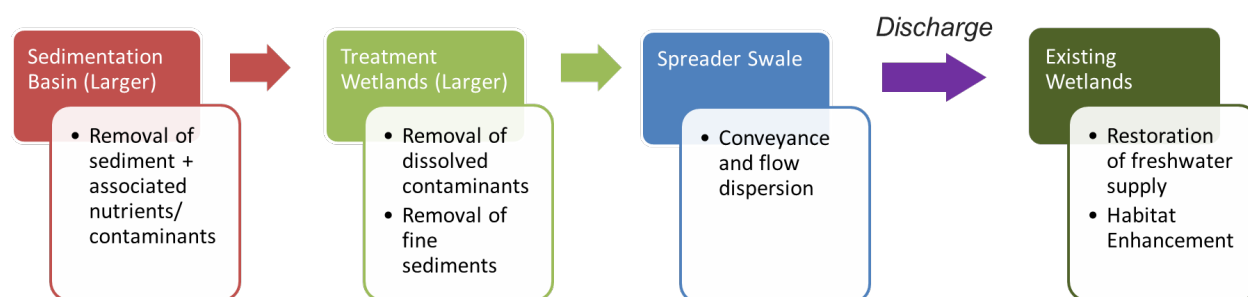 Sedimentation
Basin (Larger)
• Removal of
sediment +
associated
nutrients/
contaminants
Treatment
Wetlands (Larger)
• Removal of
dissolved
contaminants
• Removal of
fine
sediments
Spreader Swale
• Conveyance
and flow
dispersion
Discharge
Existing
Wetlands
• Restoration
of freshwater
supply
• Habitat
Enhancement